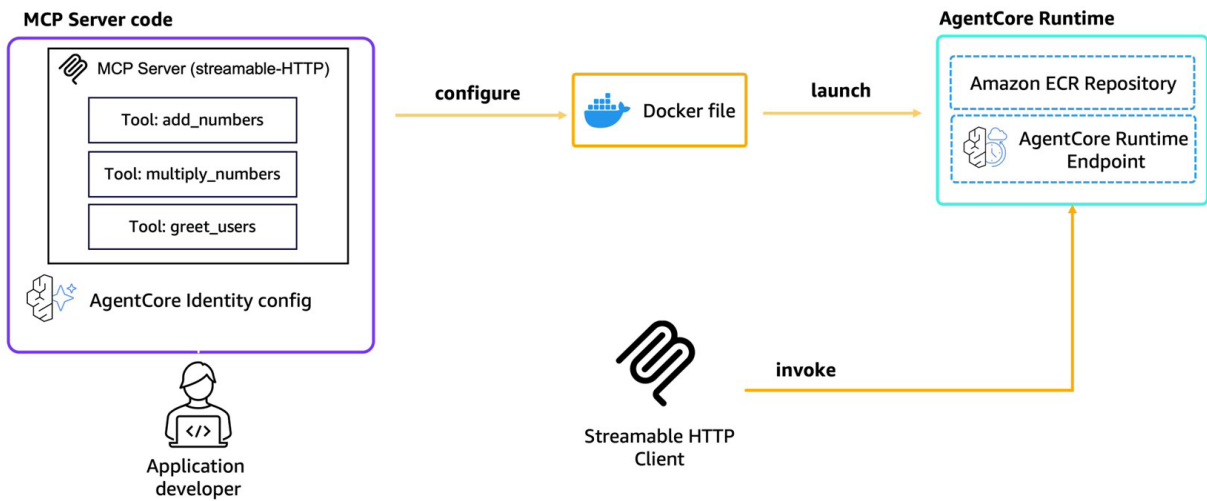 MCP Server code
MCP Server (streamable-HTTP)
Tool: add_numbers
Tool: multiply_numbers
Tool: greet_users
AgentCore Identity config
</>
Application
developer
configure
Docker file
launch
AgentCore Runtime
Amazon ECR Repository
AgentCore Runtime
Endpoint
Streamable HTTP
Client
invoke